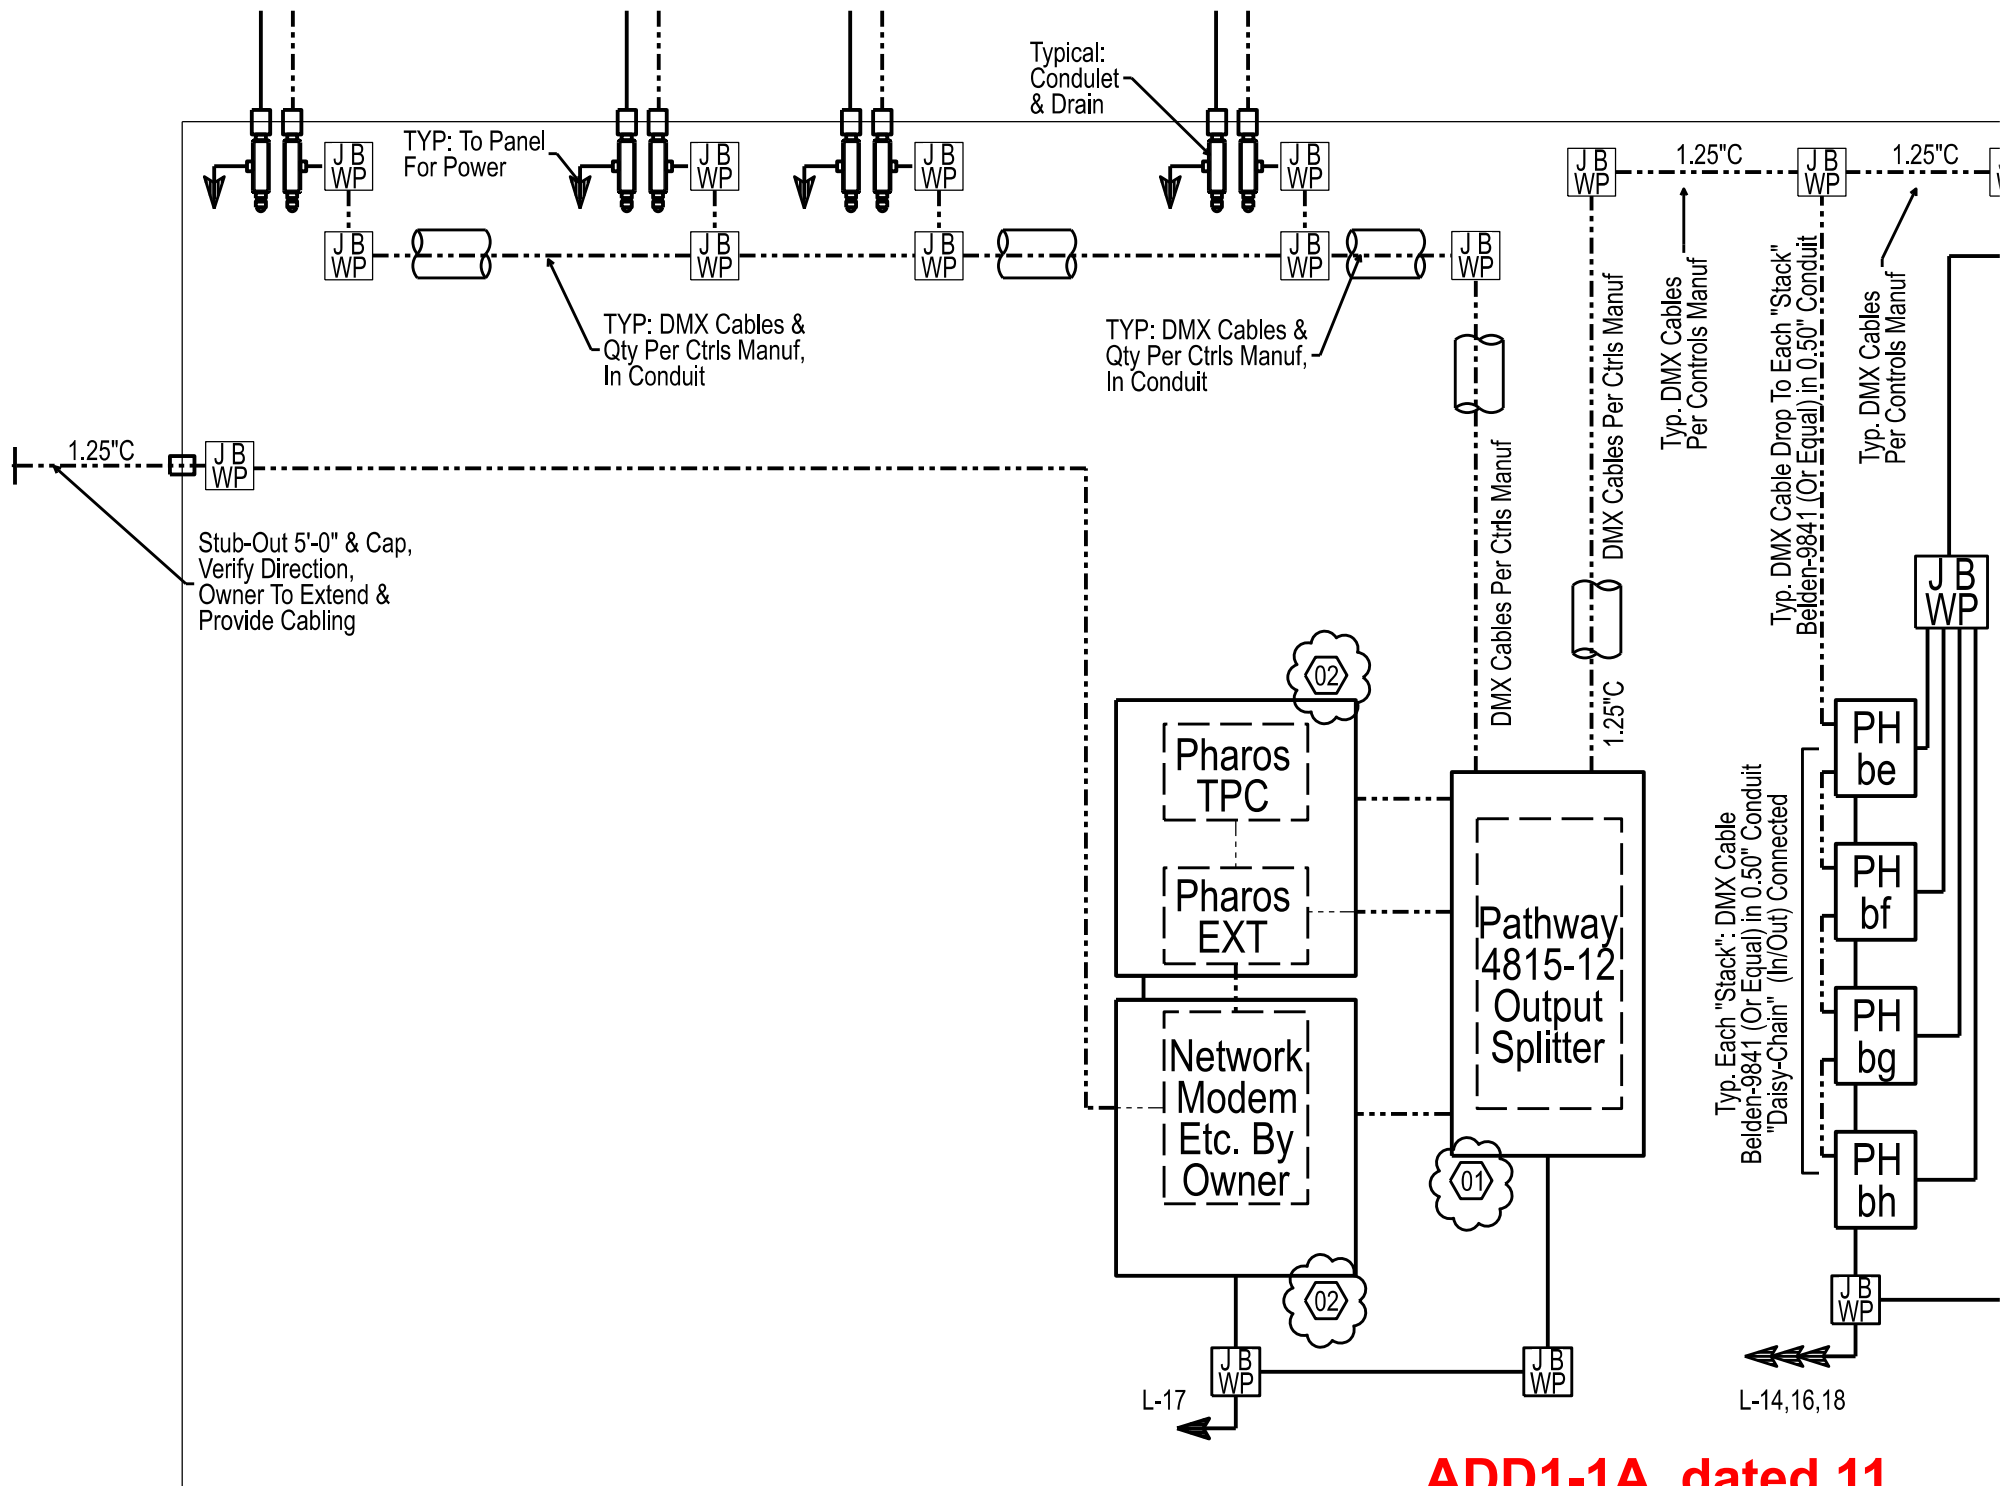 Typical:
Condulet
& Drain
TYP: To Panel
For Power
J B
WP
J B
WP
J B
WP
J B
WP
J B
WP
1.25"C
J B
WP
1.25"C
J B
WP
J B
WP
J B
WP
J B
WP
J B
WP
TYP: DMX Cables &
Qty Per Ctrls Manuf,
In Conduit
TYP: DMX Cables &
Qty Per Ctrls Manuf,
In Conduit
DMX Cables Per Ctrls Manuf
DMX Cables Per Ctrls Manuf
1.25"C
Typ. DMX Cables
Per Controls Manuf
Typ. DMX Cable Drop To Each "Stack"
Belden-9841 (Or Equal) in 0.50" Conduit
Typ. DMX Cables
Per Controls Manuf
1.25"C
J B
WP
Stub-Out 5'-0" & Cap,
Verify Direction,
Owner To Extend &
Provide Cabling
J B
WP
02
Pharos
TPC
Pharos
EXT
Network
Modem
Etc. By
Owner
02
Pathway
4815-12
Output
Splitter
01
Typ. Each "Stack": DMX Cable
Belden-9841 (Or Equal) in 0.50" Conduit
"Daisy-Chain" (In/Out) Connected
PH
be
PH
bf
PH
bg
PH
bh
J B
WP
J B
WP
J B
WP
L-17
L-14,16,18
ADD1-1A, dated 11